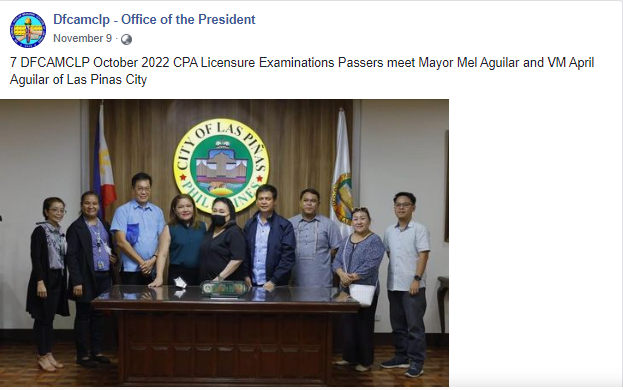 Dfcamclp - Office of the President
November 9 ·
7 DFCAMCLP October 2022 CPA Licensure Examinations Passers meet Mayor Mel Aguilar and VM April
Aguilar of Las Pinas City
CITY OF LAS PIÑAS
PHILIPPINES